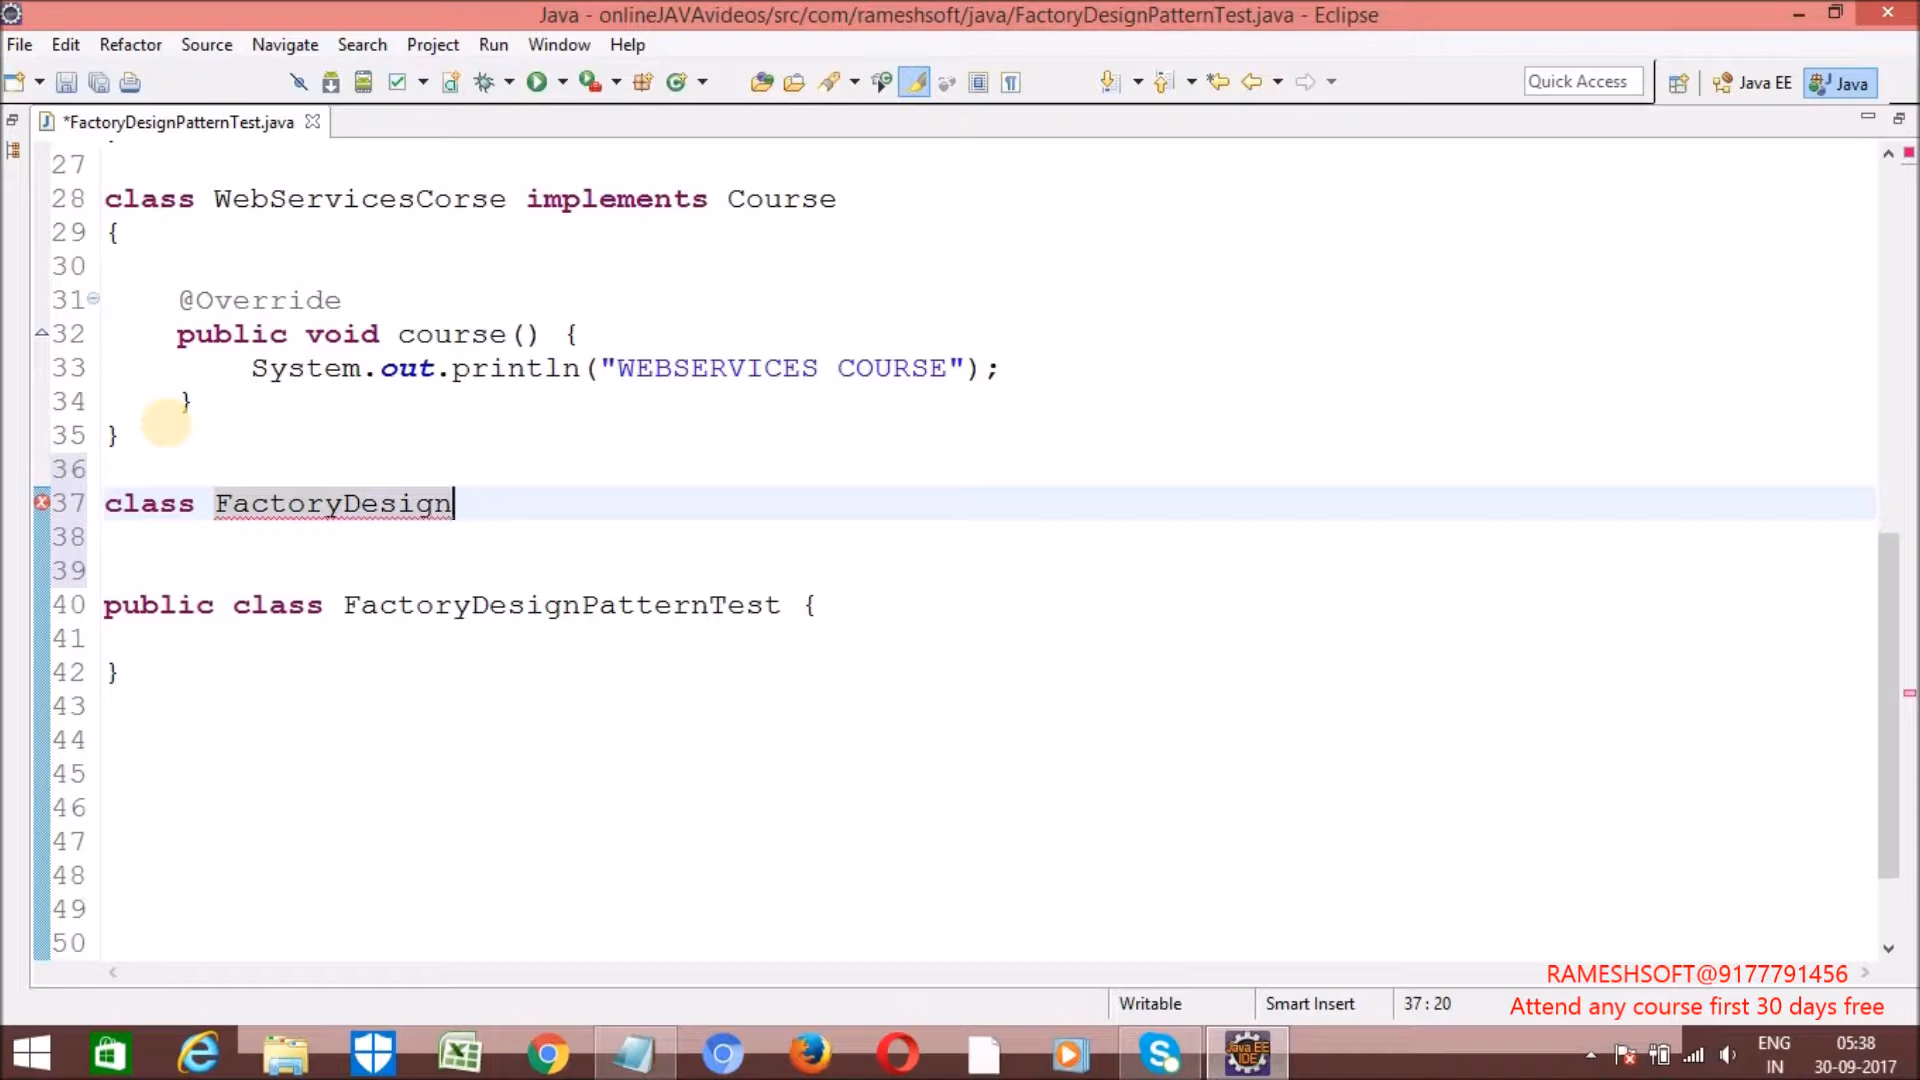 Java - onlineJAVAvideos/src/com/rameshsoft/java/FactoryDesignPatternTest.java - Eclipse
File Edit Refactor Source Navigate Search Project Run Window Help
Quick Access Java EE Java
*FactoryDesignPatternTest.java
27
28 class WebServicesCorse implements Course
29 {
30
31 @Override
32 public void course() {
33 System.out.println("WEBSERVICES COURSE");
34 }
35 }
36
37 class FactoryDesign
38
39
40 public class FactoryDesignPatternTest {
41
42 }
43
44
45
46
47
48
49
50
RAMESHSOFT@9177791456
Writable Smart Insert 37 : 20 Attend any course first 30 days free
Java EE
IDE
ENG 05:38
IN 30-09-2017